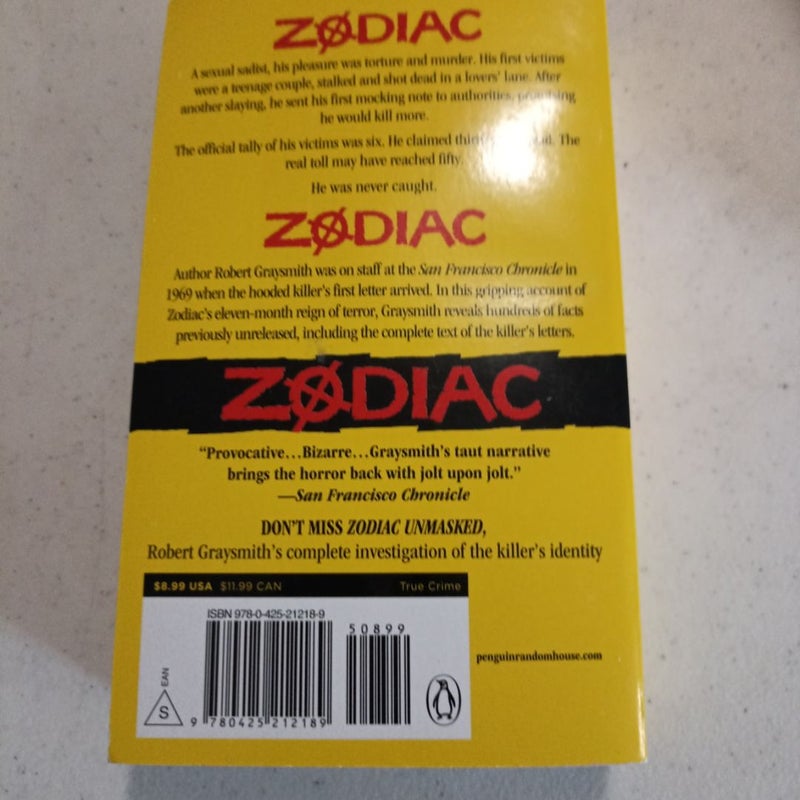 ZODIAC
A sexual sadist, his pleasure was torture and murder. His first victims
were a teenage couple, stalked and shot dead in a lovers' lane. After
another slaying, he sent his first mocking note to authorities, promising
he would kill more.
The official tally of his victims was six. He claimed The
real toll may have reached fifty.
He was never caught.
ZODIAC
Author Robert Graysmith was on staff at the San Francisco Chronicle in
1969 when the hooded killer's first letter arrived. In this gripping account of
Zodiac's eleven-month reign of terror, Graysmith reveals hundreds of facts
previously unreleased, including the complete text of the killer's letters.
ZODIAC
“Provocative...Bizarre...Graysmith's taut narrative
brings the horror back with jolt upon jolt.”
—San Francisco Chronicle
DON'T MISS ZODIAC UNMASKED,
Robert Graysmith's complete investigation of the killer's identity
$8.99 USA $11.99 CAN True Crime
ISBN 978-0-425-21218-9
50899
penguinrandomhouse.com
EAN
S
9 780425 212189